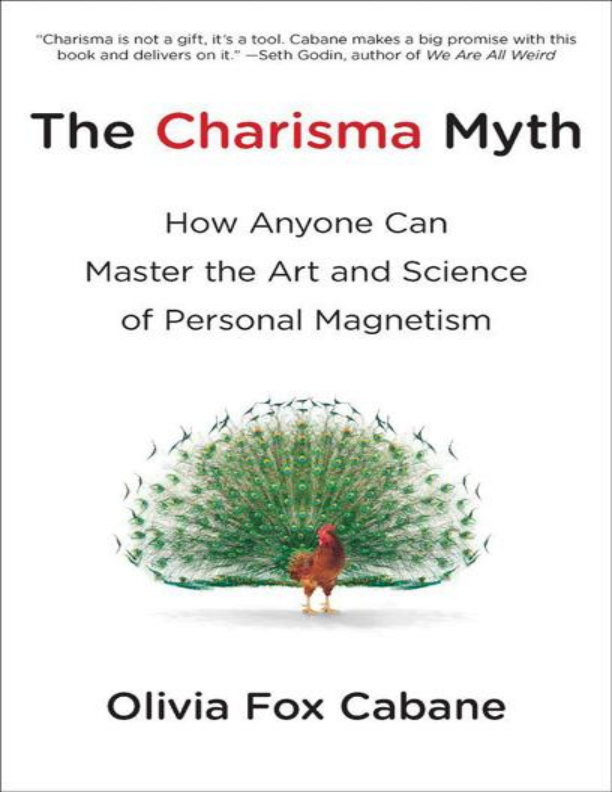 “Charisma is not a gift, it’s a tool. Cabane makes a big promise with this
book and delivers on it.” —Seth Godin, author of We Are All Weird
The Charisma Myth
How Anyone Can
Master the Art and Science
of Personal Magnetism
Olivia Fox Cabane